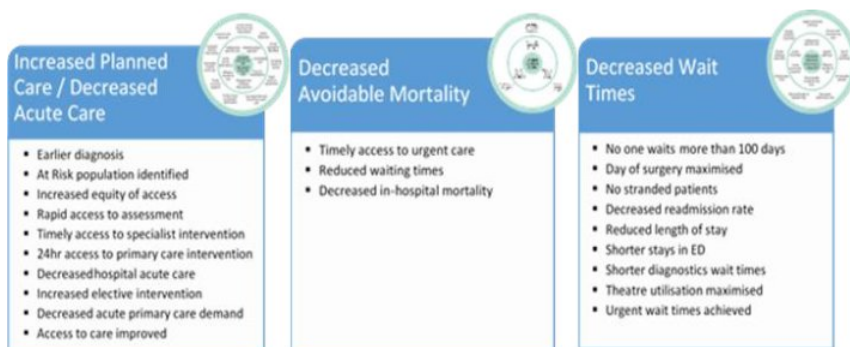 Increased Planned
Care / Decreased
Acute Care
Earlier diagnosis
At Risk population identified
Increased equity of access
Rapid access to assessment
Timely access to specialist intervention
24hr access to primary care intervention
Decreasedhospital acute care
Increased elective intervention
Decreased acute primary care demand
Access to care improved
Decreased
Avoidable Mortality
Timely access to urgent care
Reduced waiting times
Decreased in-hospital mortality
Decreased Wait
Times
No one waits more than 100 days
Day of surgery maximised
No stranded patients
Decreased readmission rate
Reduced length of stay
Shorter stays in ED
Shorter diagnostics wait times
Theatre utilisation maximised
Urgent wait times achieved